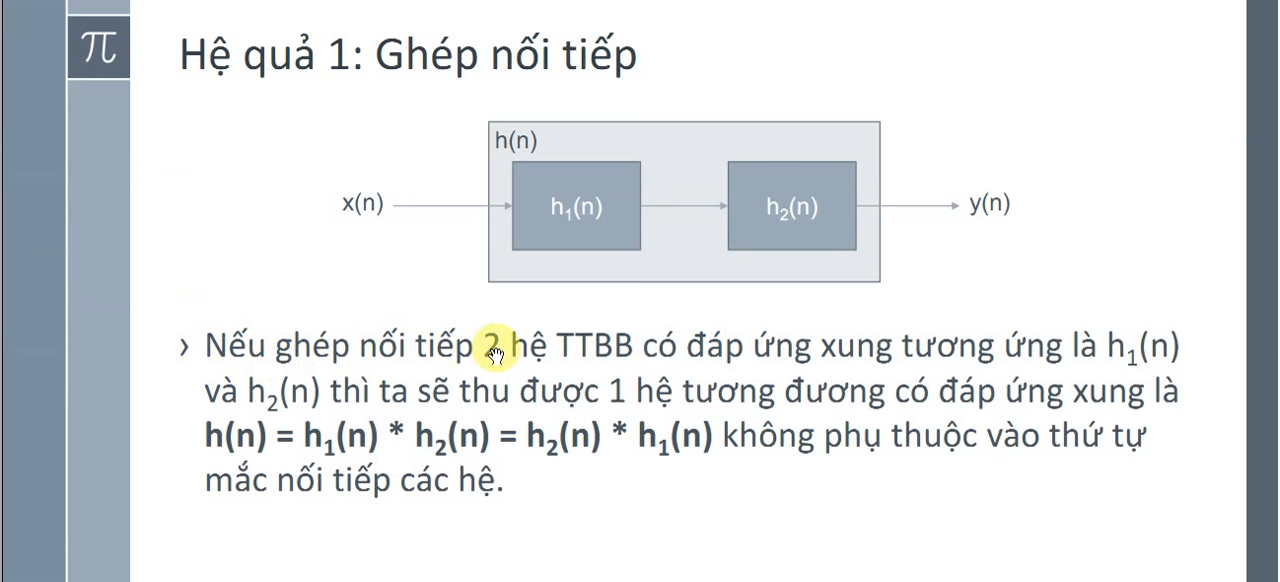 π
Hệ quả 1: Ghép nối tiếp
h(n)
x(n)
h₁(n)
h₂(n)
y(n)
› Nếu ghép nối tiếp 2 hệ TTBB có đáp ứng xung tương ứng là h₁(n)
và h₂(n) thì ta sẽ thu được 1 hệ tương đương có đáp ứng xung là
h(n) = h₁(n) * h₂(n) = h₂(n) * h₁(n) không phụ thuộc vào thứ tự
mắc nối tiếp các hệ.